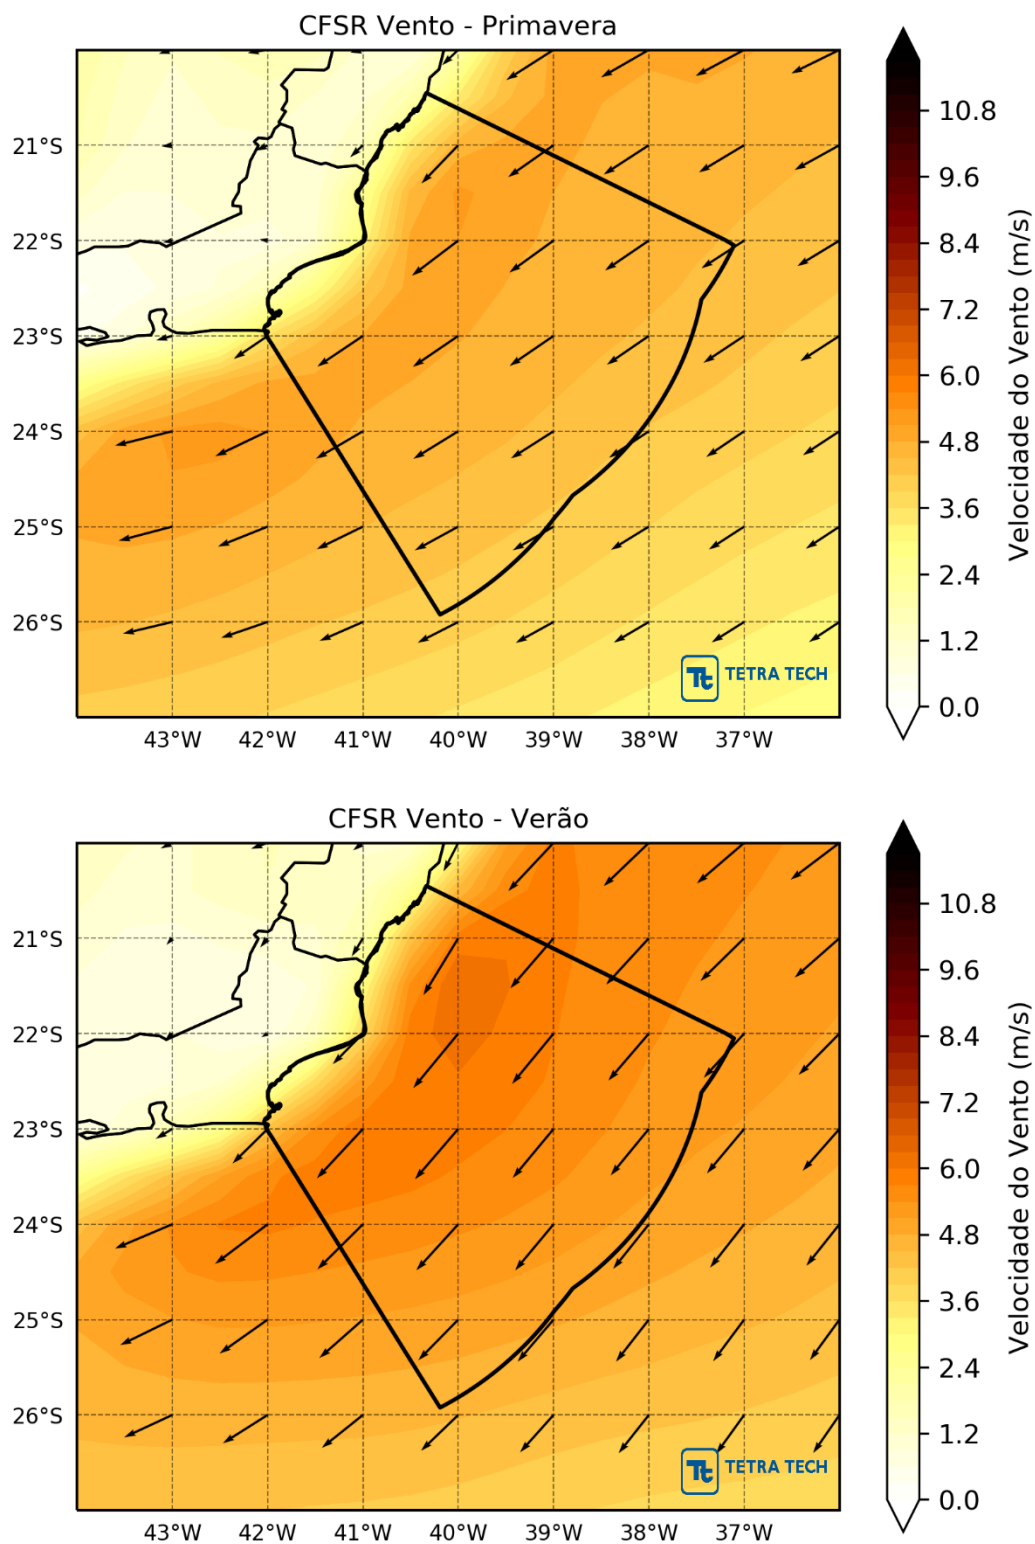 CFSR Vento - Primavera
21°S
22°S
23°S
24°S
25°S
26°S
43°W 42°W 41°W 40°W 39°W 38°W 37°W
Tt TETRA TECH
10.8
9.6
8.4
7.2
6.0
4.8
3.6
2.4
1.2
0.0
Velocidade do Vento (m/s)
CFSR Vento - Verão
21°S
22°S
23°S
24°S
25°S
26°S
43°W 42°W 41°W 40°W 39°W 38°W 37°W
Tt TETRA TECH
10.8
9.6
8.4
7.2
6.0
4.8
3.6
2.4
1.2
0.0
Velocidade do Vento (m/s)